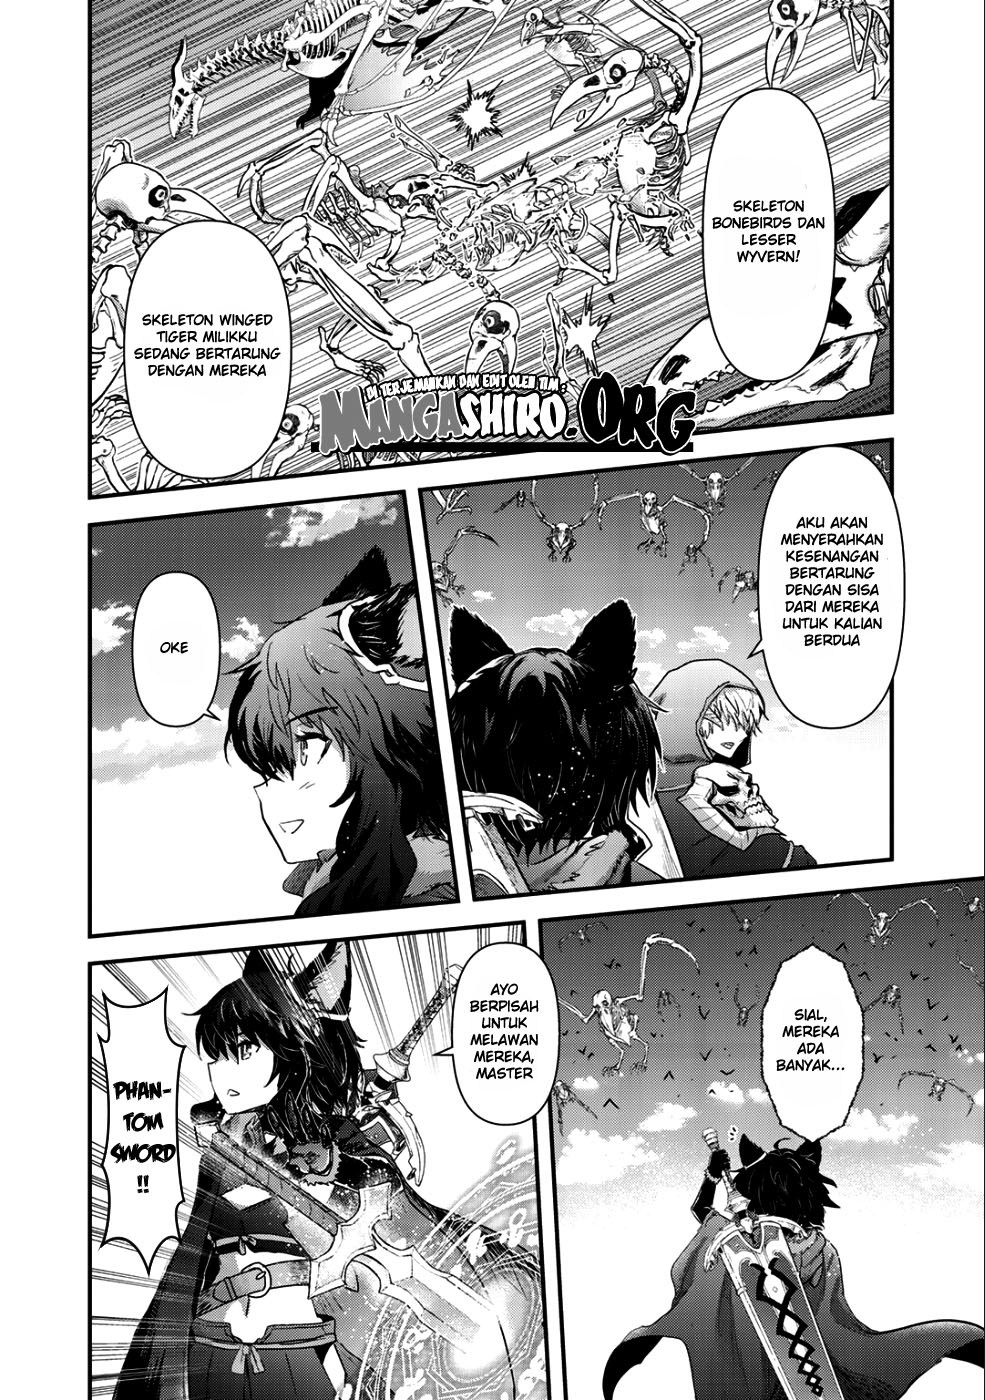 SKELETON
BONEBIRDS DAN
LESSER
WYVERN!
SKELETON WINGED
TIGER MILIKKU
SEDANG BERTARUNG
DENGAN MEREKA
DI TERJEMAHKAN DAN EDIT OLEH TIM :
MANGASHIRO.ORG
AKU AKAN
MENYERAHKAN
KESENANGAN
BERTARUNG
DENGAN SISA
DARI MEREKA
UNTUK KALIAN
BERDUA
OKE
SIAL,
MEREKA
ADA
BANYAK...
AYO
BERPISAH
UNTUK
MELAWAN
MEREKA,
MASTER
PHAN-
TOM
SWORD
!!